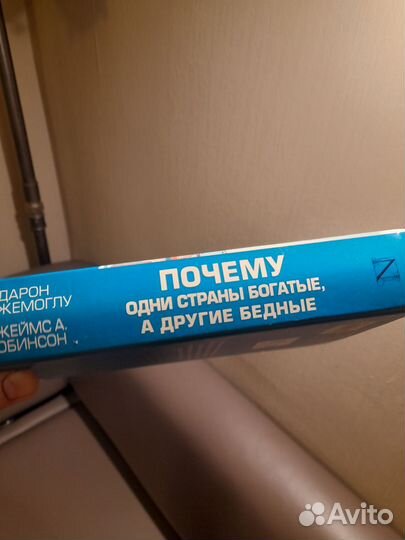 ДАРОН
ЖЕМОГЛУ
ЖЕЙМС А.
ОБИНСОН
ПОЧЕМУ
ОДНИ СТРАНЫ БОГАТЫЕ,
А ДРУГИЕ БЕДНЫЕ
Avito